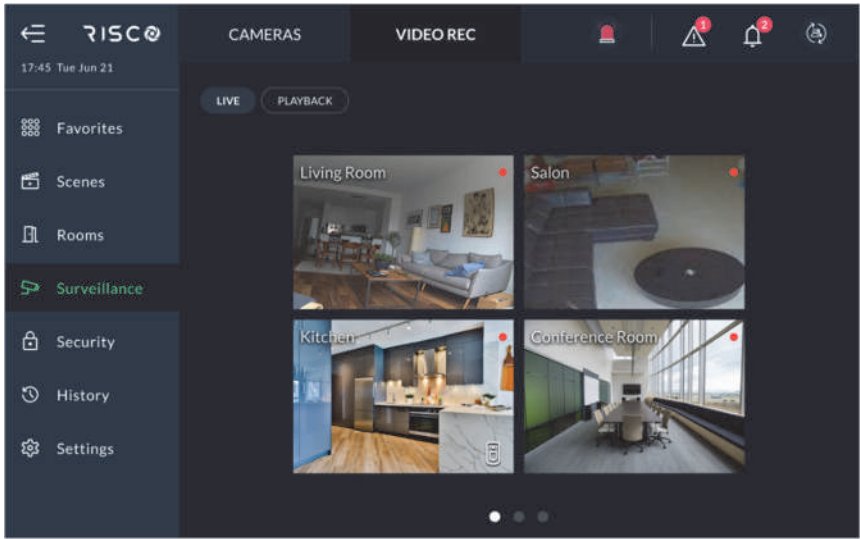 RISCO
CAMERAS
VIDEO REC
1
2
17:45 Tue Jun 21
LIVE
PLAYBACK
Favorites
Scenes
Rooms
Surveillance
Security
History
Settings
Living Room
Salon
Kitchen
Conference Room